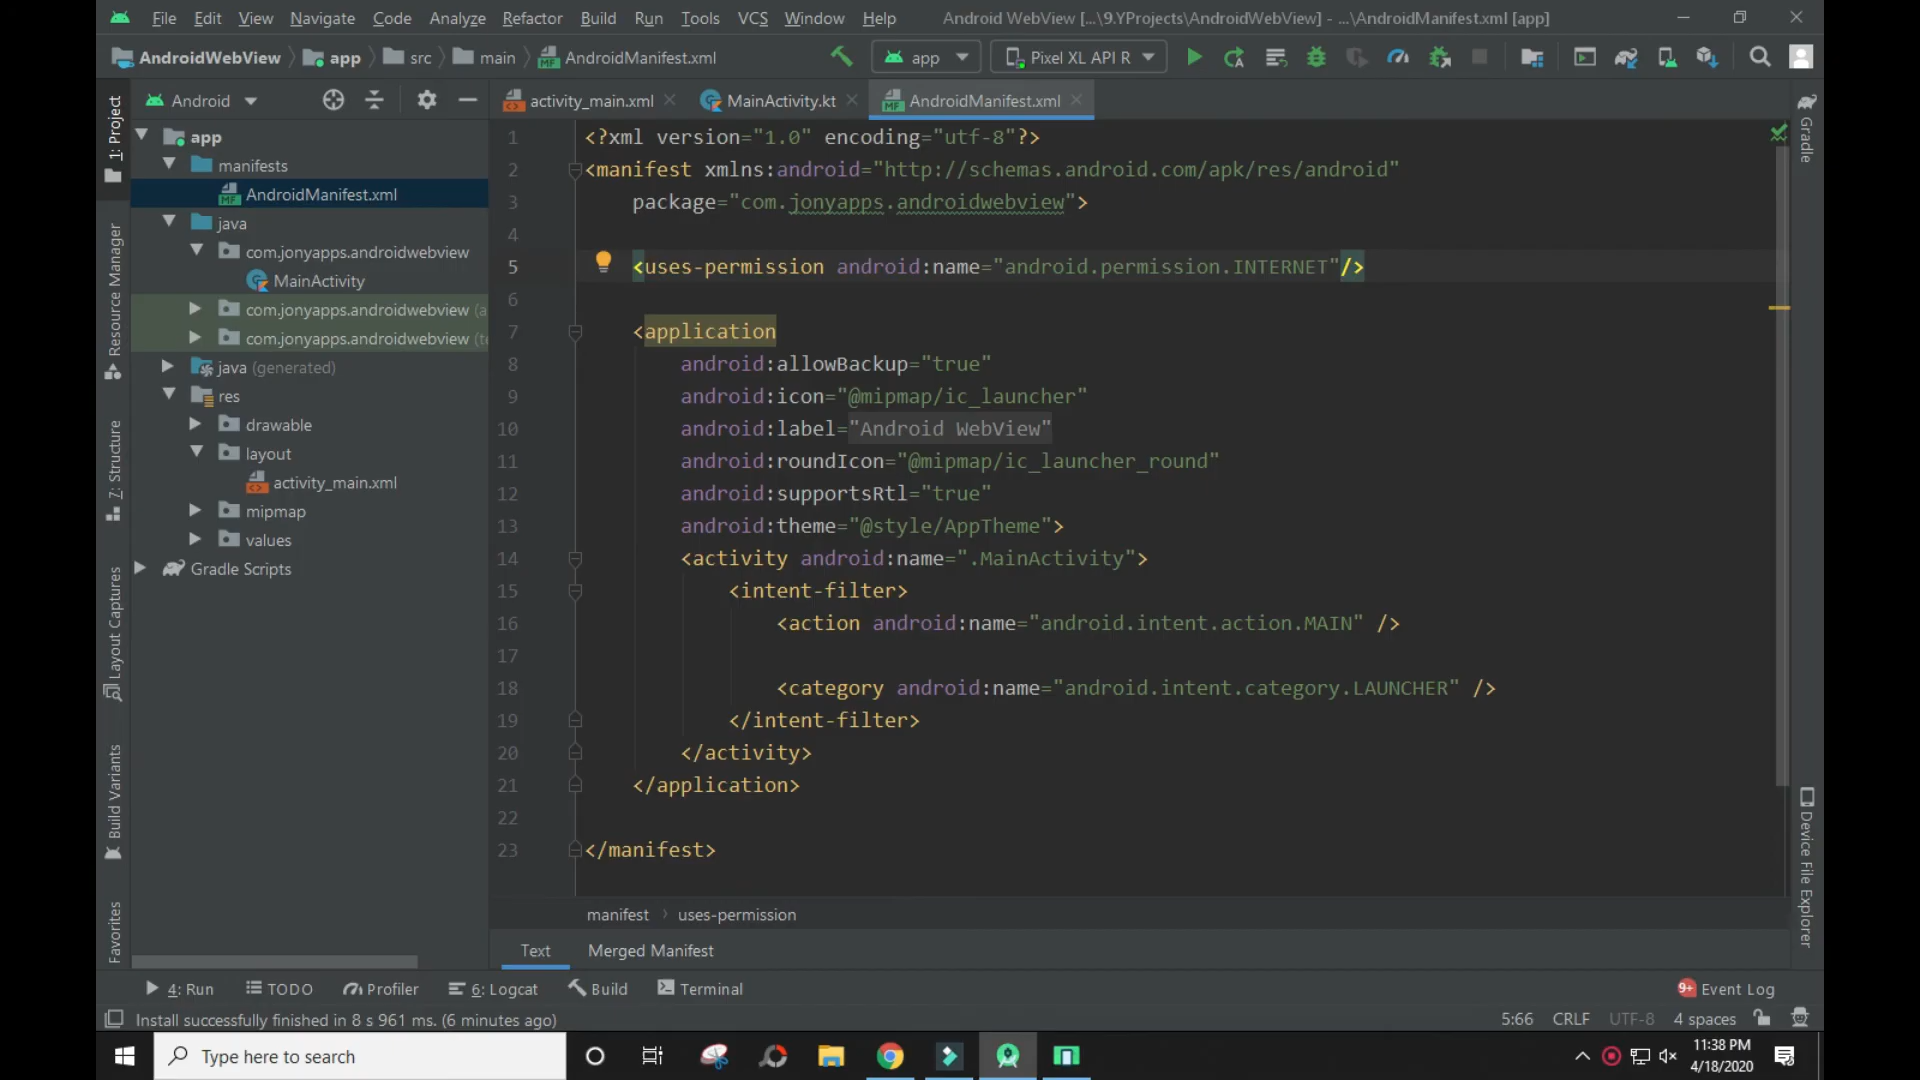 File Edit View Navigate Code Analyze Refactor Build Run Tools VCS Window Help Android WebView [...\9.YProjects\AndroidWebView] - ...\AndroidManifest.xml [app]
AndroidWebView app src main AndroidManifest.xml app Pixel XL API R
Android activity_main.xml MainActivity.kt AndroidManifest.xml
1: Project
Resource Manager
7: Structure
Layout Captures
Build Variants
Favorites
app
manifests
AndroidManifest.xml
java
com.jonyapps.androidwebview
MainActivity
com.jonyapps.androidwebview (a
com.jonyapps.androidwebview (te
java (generated)
res
drawable
layout
activity_main.xml
mipmap
values
Gradle Scripts
1 <?xml version="1.0" encoding="utf-8"?>
2 <manifest xmlns:android="http://schemas.android.com/apk/res/android"
3 package="com.jonyapps.androidwebview">
4
5 <uses-permission android:name="android.permission.INTERNET"/>
6
7 <application
8 android:allowBackup="true"
9 android:icon="@mipmap/ic_launcher"
10 android:label="Android WebView"
11 android:roundIcon="@mipmap/ic_launcher_round"
12 android:supportsRtl="true"
13 android:theme="@style/AppTheme">
14 <activity android:name=".MainActivity">
15 <intent-filter>
16 <action android:name="android.intent.action.MAIN" />
17
18 <category android:name="android.intent.category.LAUNCHER" />
19 </intent-filter>
20 </activity>
21 </application>
22
23 </manifest>
Gradle
Device File Explorer
manifest uses-permission
Text Merged Manifest
4: Run TODO Profiler 6: Logcat Build Terminal 9+ Event Log
Install successfully finished in 8 s 961 ms. (6 minutes ago) 5:66 CRLF UTF-8 4 spaces
Type here to search
11:38 PM
4/18/2020